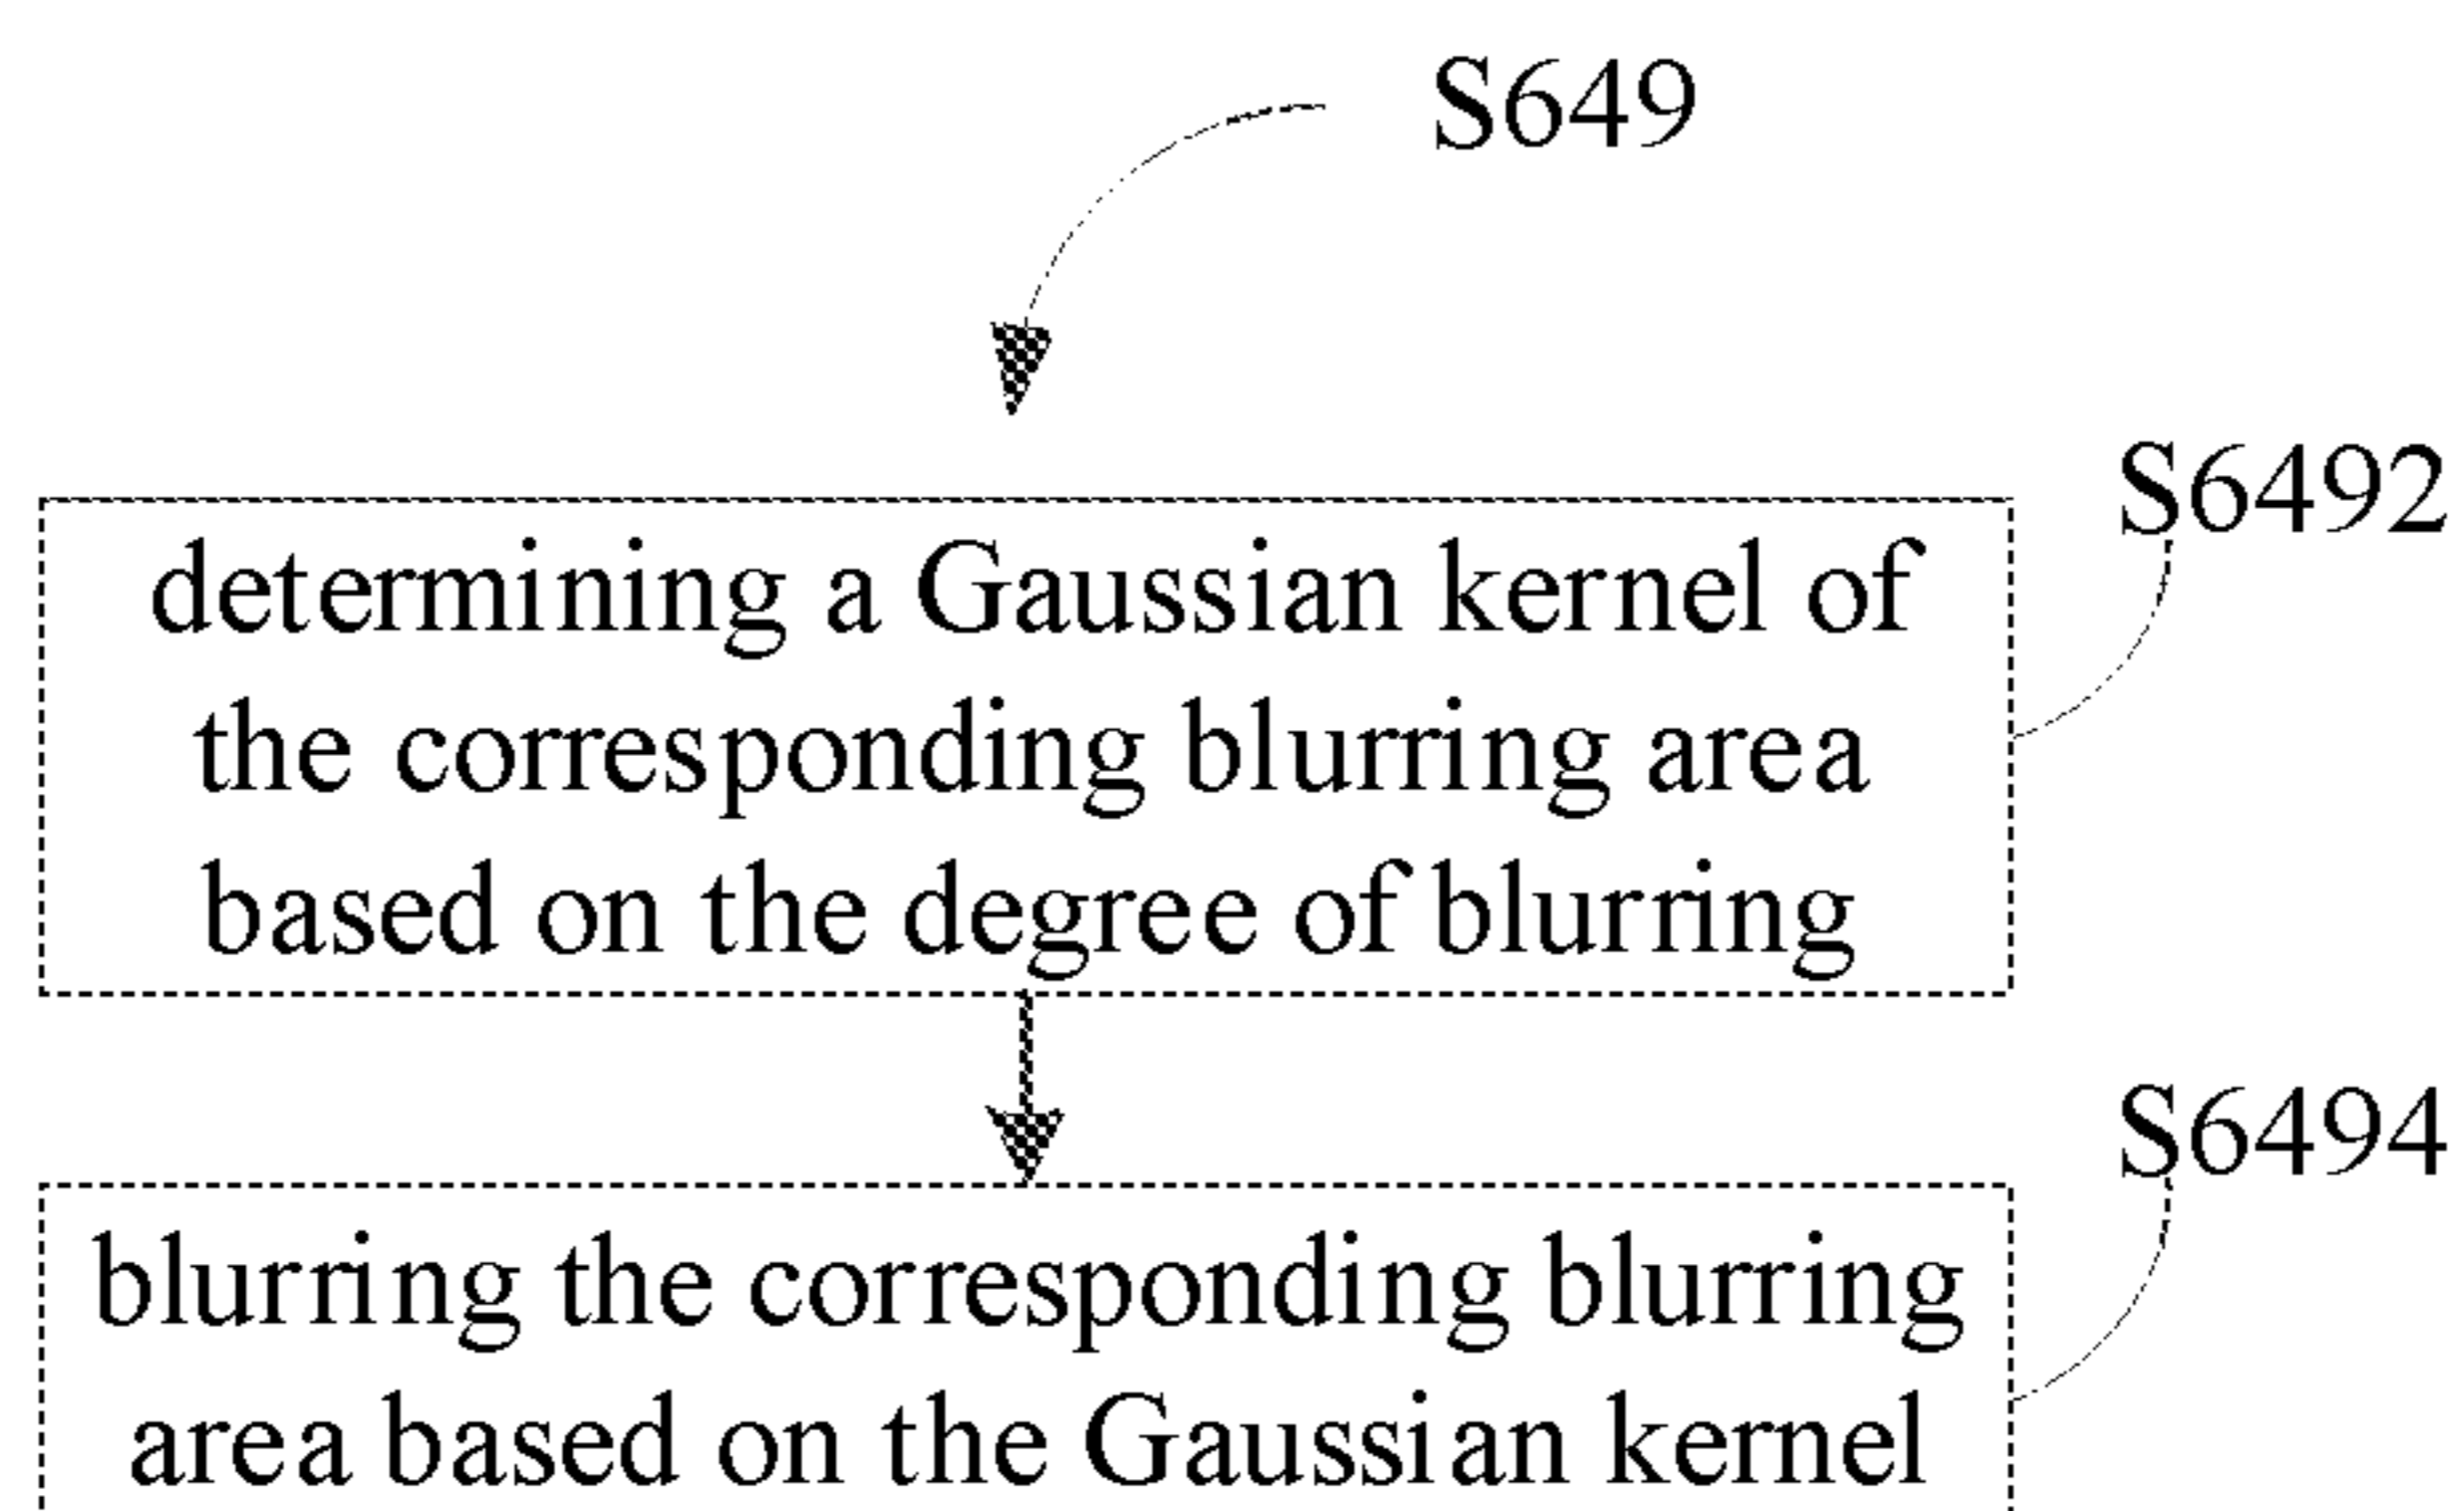 S649
S6492
determining a Gaussian kernel of
the corresponding blurring area
based on the degree of blurring
S6494
blurring the corresponding blurring
area based on the Gaussian kernel